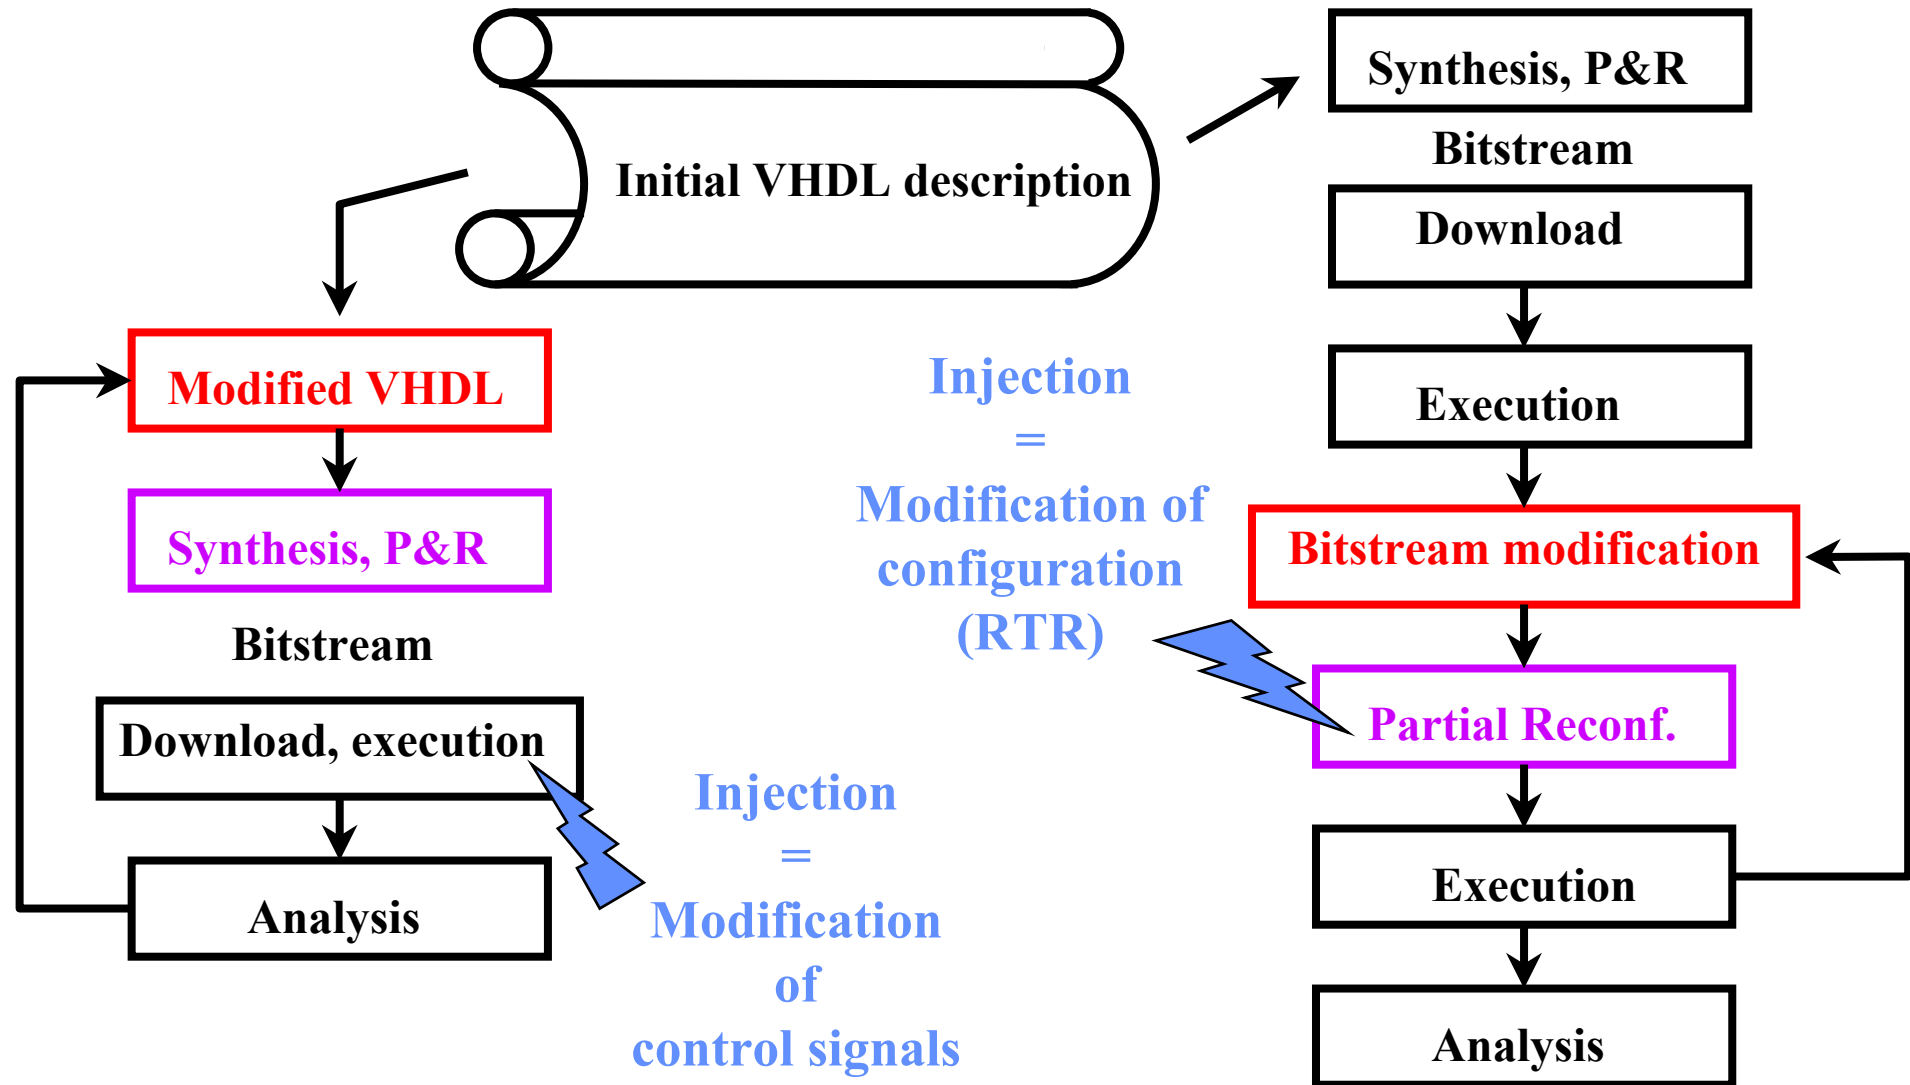 Initial VHDL description
Modified VHDL
Synthesis, P&R
Bitstream
Download, execution
Analysis
Injection
=
Modification
of
control signals
Injection
=
Modification of
configuration
(RTR)
Synthesis, P&R
Bitstream
Download
Execution
Bitstream modification
Partial Reconf.
Execution
Analysis